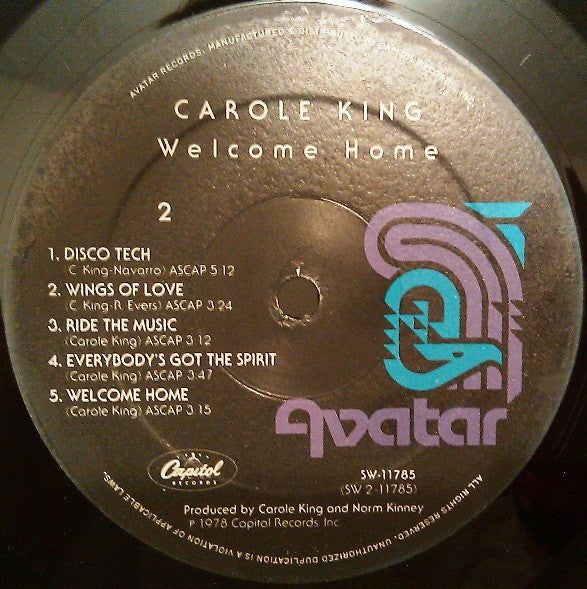 AVATAR RECORDS. MANUFACTURED & DISTRIBUTED
RECORDS, INC.
CAROLE KING
Welcome Home
2
1. DISCO TECH
(C. King-Navarro) ASCAP 5:12
2. WINGS OF LOVE
(C. King-R. Evers) ASCAP 3:24
3. RIDE THE MUSIC
(Carole King) ASCAP 3:12
4. EVERYBODY'S GOT THE SPIRIT
(Carole King) ASCAP 3:47
5. WELCOME HOME
(Carole King) ASCAP 3:15
Avatar
Capitol
RECORDS
SW-11785
(SW 2-11785)
Produced by Carole King and Norm Kinney
℗ 1978 Capitol Records, Inc.
ALL RIGHTS RESERVED. UNAUTHORIZED DUPLICATION IS A VIOLATION OF APPLICABLE LAWS.